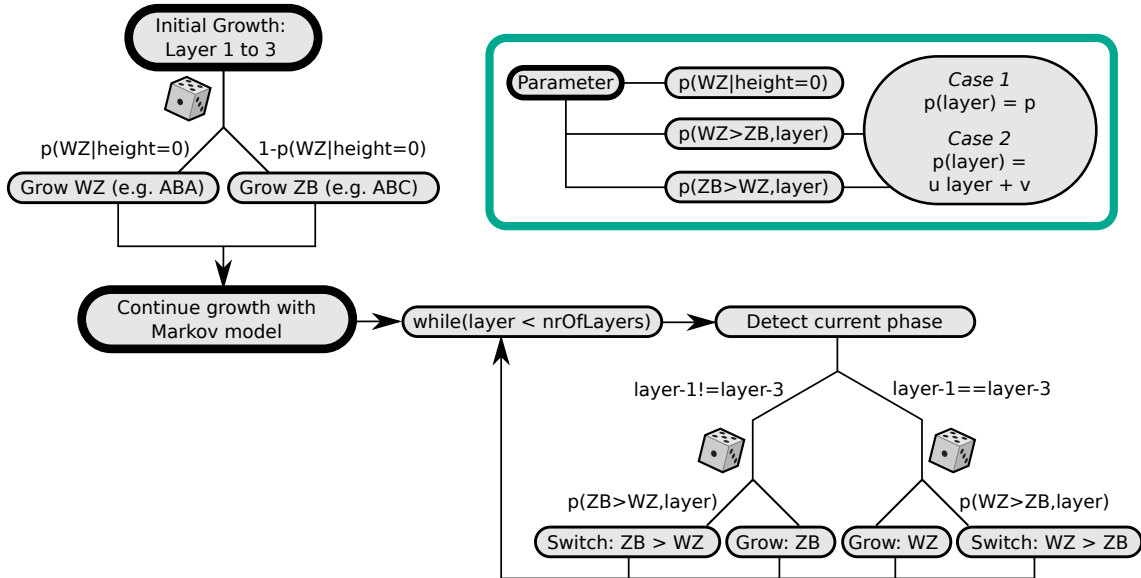 Initial Growth:
Layer 1 to 3
p(WZ|height=0)
1-p(WZ|height=0)
Grow WZ (e.g. ABA)
Grow ZB (e.g. ABC)
Parameter
p(WZ|height=0)
p(WZ>ZB,layer)
p(ZB>WZ,layer)
Case 1
p(layer) = p
Case 2
p(layer) =
u layer + v
Continue growth with
Markov model
while(layer < nrOfLayers)
Detect current phase
layer-1!=layer-3
layer-1==layer-3
p(ZB>WZ,layer)
p(WZ>ZB,layer)
Switch: ZB > WZ
Grow: ZB
Grow: WZ
Switch: WZ > ZB